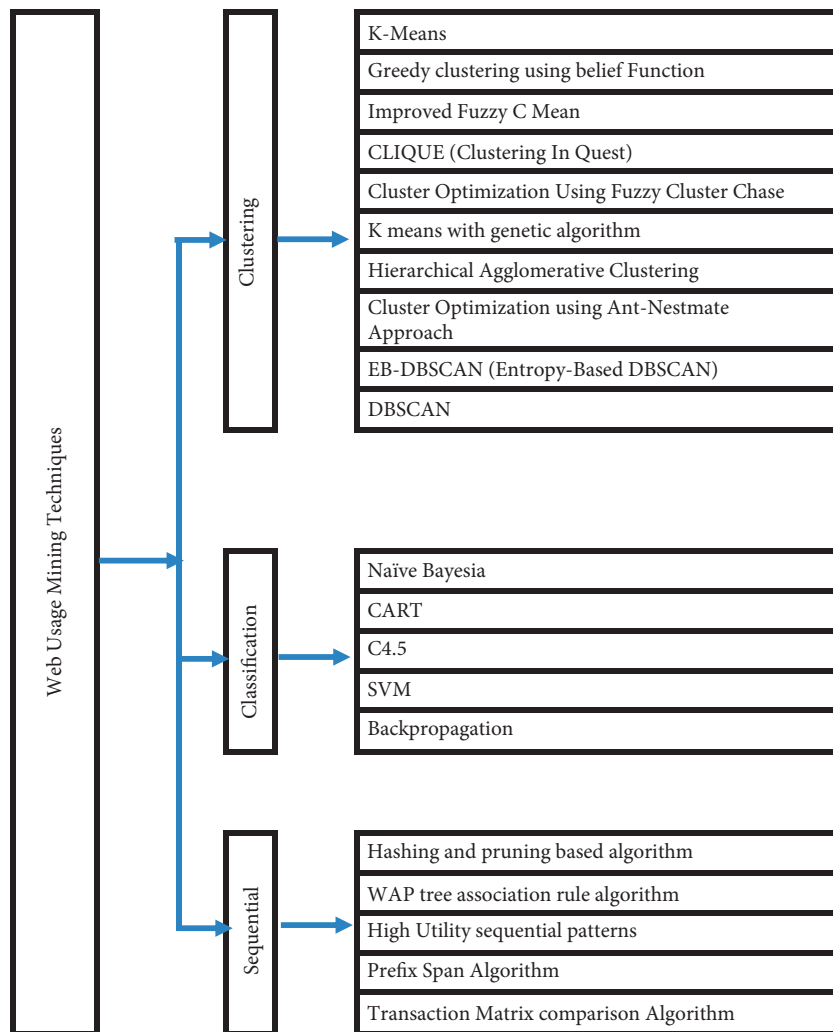 Web Usage Mining Techniques
Clustering
K-Means
Greedy clustering using belief Function
Improved Fuzzy C Mean
CLIQUE (Clustering In Quest)
Cluster Optimization Using Fuzzy Cluster Chase
K means with genetic algorithm
Hierarchical Agglomerative Clustering
Cluster Optimization using Ant-Nestmate
Approach
EB-DBSCAN (Entropy-Based DBSCAN)
DBSCAN
Classification
Naïve Bayesia
CART
C4.5
SVM
Backpropagation
Sequential
Hashing and pruning based algorithm
WAP tree association rule algorithm
High Utility sequential patterns
Prefix Span Algorithm
Transaction Matrix comparison Algorithm